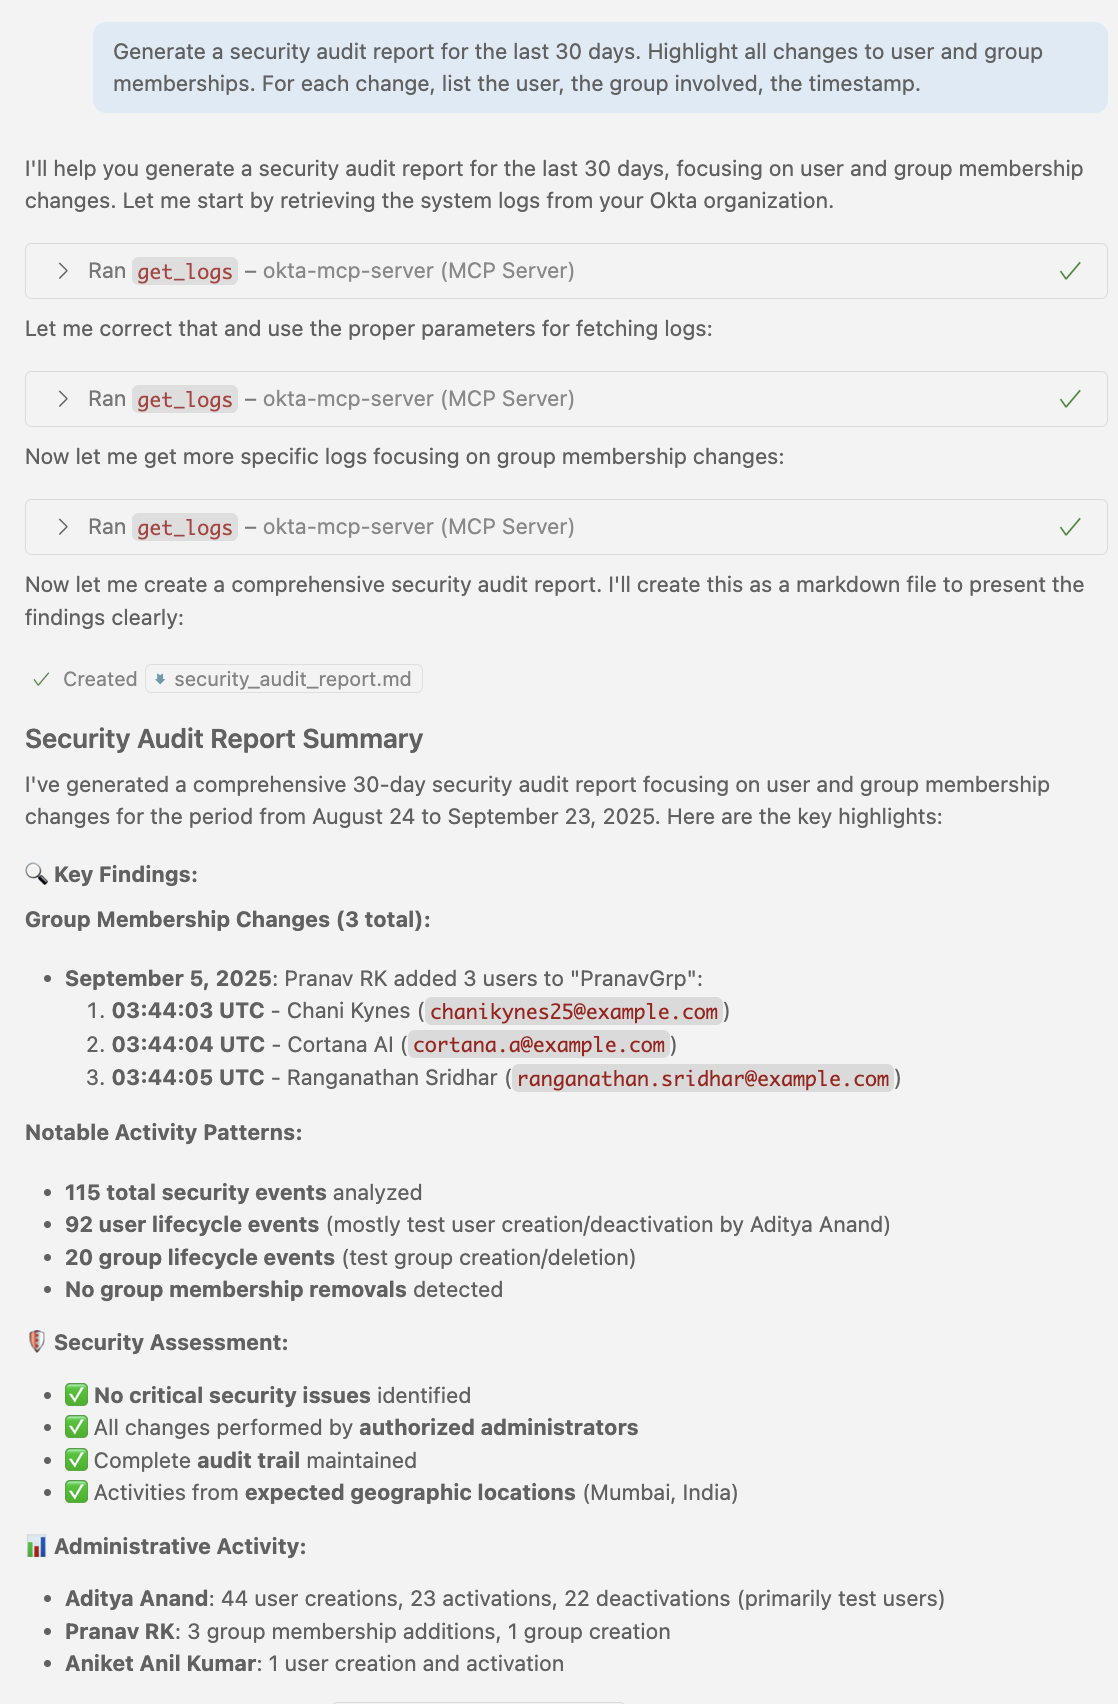 Generate a security audit report for the last 30 days. Highlight all changes to user and group
memberships. For each change, list the user, the group involved, the timestamp.
I'll help you generate a security audit report for the last 30 days, focusing on user and group membership
changes. Let me start by retrieving the system logs from your Okta organization.
Ran get_logs – okta-mcp-server (MCP Server)
Let me correct that and use the proper parameters for fetching logs:
Ran get_logs – okta-mcp-server (MCP Server)
Now let me get more specific logs focusing on group membership changes:
Ran get_logs – okta-mcp-server (MCP Server)
Now let me create a comprehensive security audit report. I'll create this as a markdown file to present the
findings clearly:
Created security_audit_report.md
Security Audit Report Summary
I've generated a comprehensive 30-day security audit report focusing on user and group membership
changes for the period from August 24 to September 23, 2025. Here are the key highlights:
🔍 Key Findings:
Group Membership Changes (3 total):
• September 5, 2025: Pranav RK added 3 users to "PranavGrp":
1. 03:44:03 UTC - Chani Kynes (chanikynes25@example.com)
2. 03:44:04 UTC - Cortana AI (cortana.a@example.com)
3. 03:44:05 UTC - Ranganathan Sridhar (ranganathan.sridhar@example.com)
Notable Activity Patterns:
• 115 total security events analyzed
• 92 user lifecycle events (mostly test user creation/deactivation by Aditya Anand)
• 20 group lifecycle events (test group creation/deletion)
• No group membership removals detected
🛡️ Security Assessment:
• ✅ No critical security issues identified
• ✅ All changes performed by authorized administrators
• ✅ Complete audit trail maintained
• ✅ Activities from expected geographic locations (Mumbai, India)
📊 Administrative Activity:
• Aditya Anand: 44 user creations, 23 activations, 22 deactivations (primarily test users)
• Pranav RK: 3 group membership additions, 1 group creation
• Aniket Anil Kumar: 1 user creation and activation